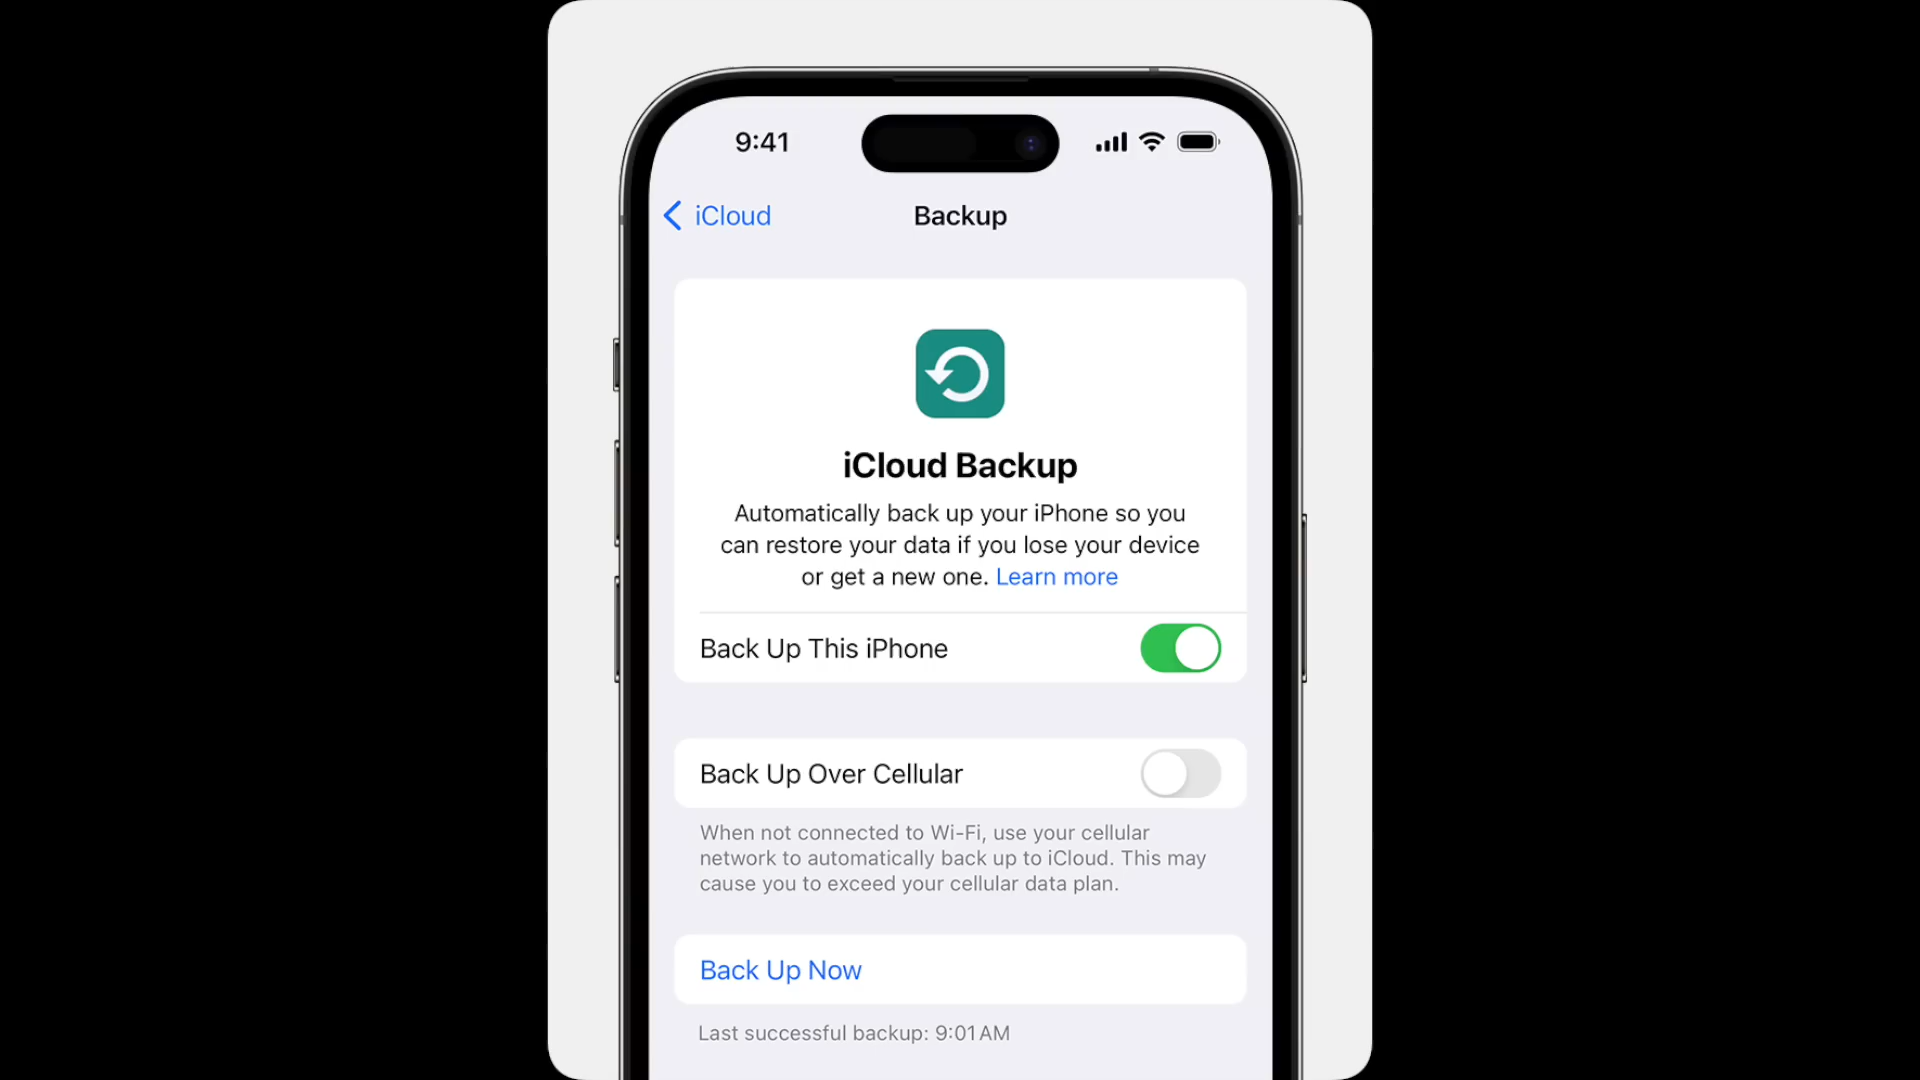 9:41
iCloud
Backup
iCloud Backup
Automatically back up your iPhone so you
can restore your data if you lose your device
or get a new one. Learn more
Back Up This iPhone
Back Up Over Cellular
When not connected to Wi-Fi, use your cellular
network to automatically back up to iCloud. This may
cause you to exceed your cellular data plan.
Back Up Now
Last successful backup: 9:01 AM